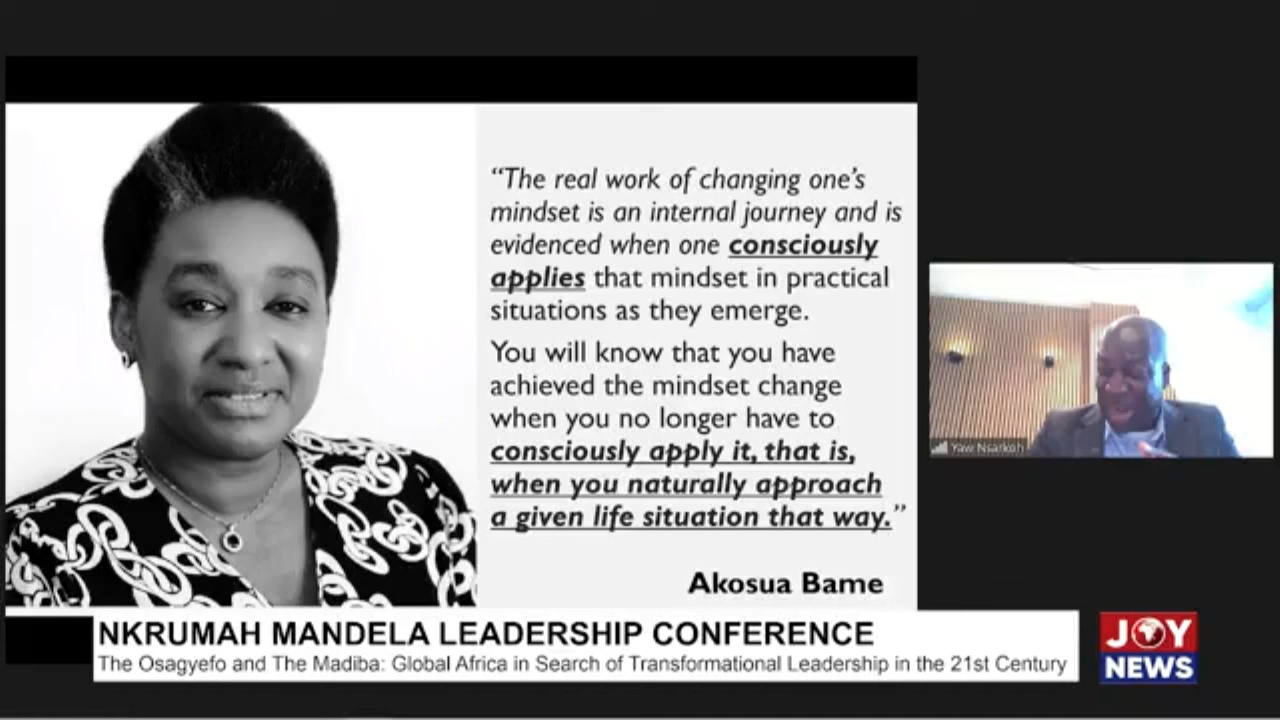 “The real work of changing one’s
mindset is an internal journey and is
evidenced when one consciously
applies that mindset in practical
situations as they emerge.
You will know that you have
achieved the mindset change
when you no longer have to
consciously apply it, that is,
when you naturally approach
a given life situation that way.”
Akosua Bame
Yaw Nsarkoh
NKRUMAH MANDELA LEADERSHIP CONFERENCE
The Osagyefo and The Madiba: Global Africa in Search of Transformational Leadership in the 21st Century
JOY
NEWS